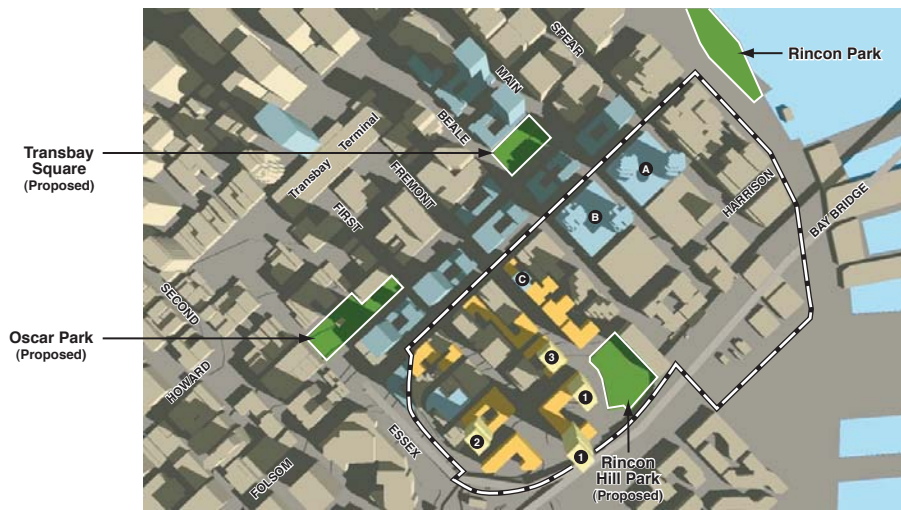 SPEAR
MAIN
BEALE
Rincon Park
Transbay
Square
(Proposed)
Transbay Terminal
FREMONT
FIRST
A
B
HARRISON
BAY BRIDGE
C
SECOND
Oscar Park
(Proposed)
HOWARD
3
1
2
1
ESSEX
FOLSOM
Rincon
Hill Park
(Proposed)